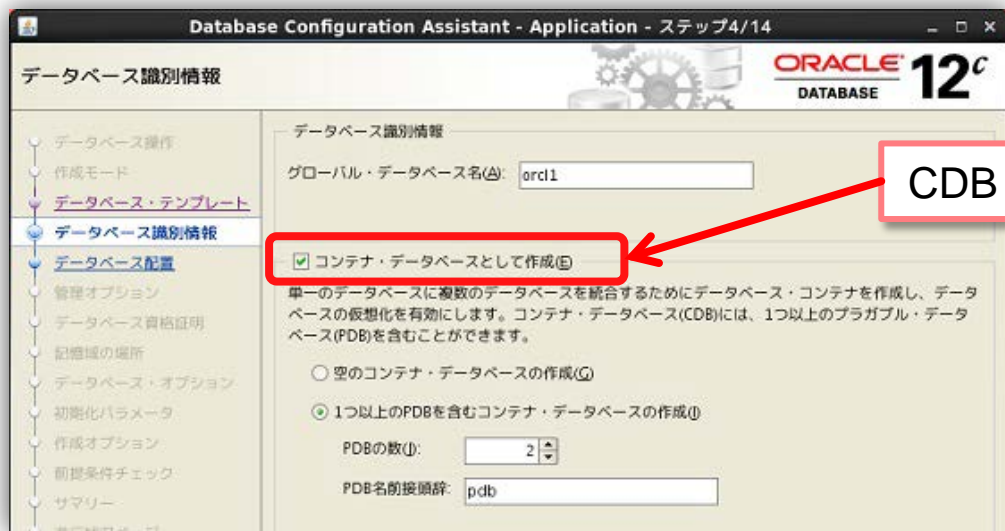 Database Configuration Assistant - Application - ステップ4/14
データベース識別情報
ORACLE
DATABASE
12c
データベース操作
作成モード
データベース・テンプレート
データベース識別情報
データベース配置
管理オプション
データベース資格証明
記憶域の場所
データベース・オプション
初期化パラメータ
作成オプション
前提条件チェック
サマリー
データベース識別情報
グローバル・データベース名(A): orcl1
CDB
コンテナ・データベースとして作成(E)
単一のデータベースに複数のデータベースを統合するためにデータベース・コンテナを作成し、データ
ベースの仮想化を有効にします。コンテナ・データベース(CDB)には、1つ以上のプラガブル・データ
ベース(PDB)を含むことができます。
空のコンテナ・データベースの作成(G)
1つ以上のPDBを含むコンテナ・データベースの作成(I)
PDBの数(J): 2
PDB名前接頭辞: pdb